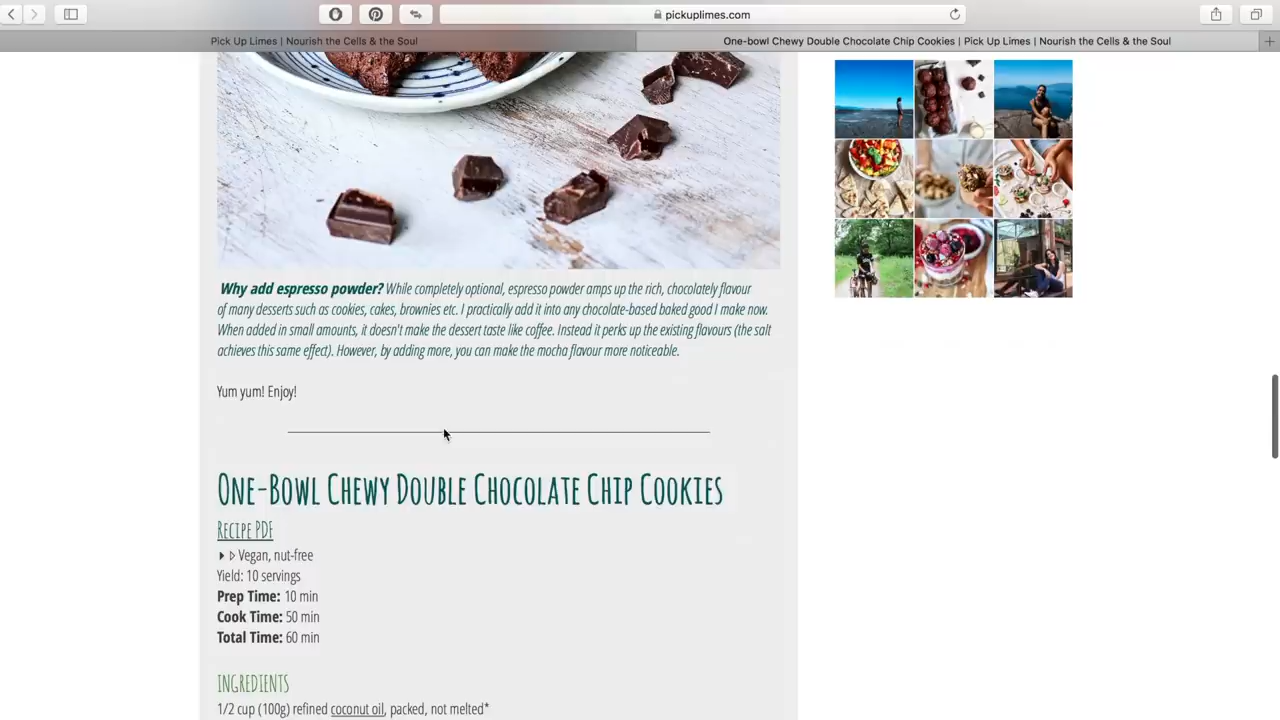 pickuplimes.com
Pick Up Limes | Nourish the Cells & the Soul
One-bowl Chewy Double Chocolate Chip Cookies | Pick Up Limes | Nourish the Cells & the Soul
Why add espresso powder? While completely optional, espresso powder amps up the rich, chocolately flavour
of many desserts such as cookies, cakes, brownies etc. I practically add it into any chocolate-based baked good I make now.
When added in small amounts, it doesn't make the dessert taste like coffee. Instead it perks up the existing flavours (the salt
achieves this same effect). However, by adding more, you can make the mocha flavour more noticeable.
Yum yum! Enjoy!
One-Bowl Chewy Double Chocolate Chip Cookies
Recipe PDF
Vegan, nut-free
Yield: 10 servings
Prep Time: 10 min
Cook Time: 50 min
Total Time: 60 min
INGREDIENTS
1/2 cup (100g) refined coconut oil, packed, not melted*